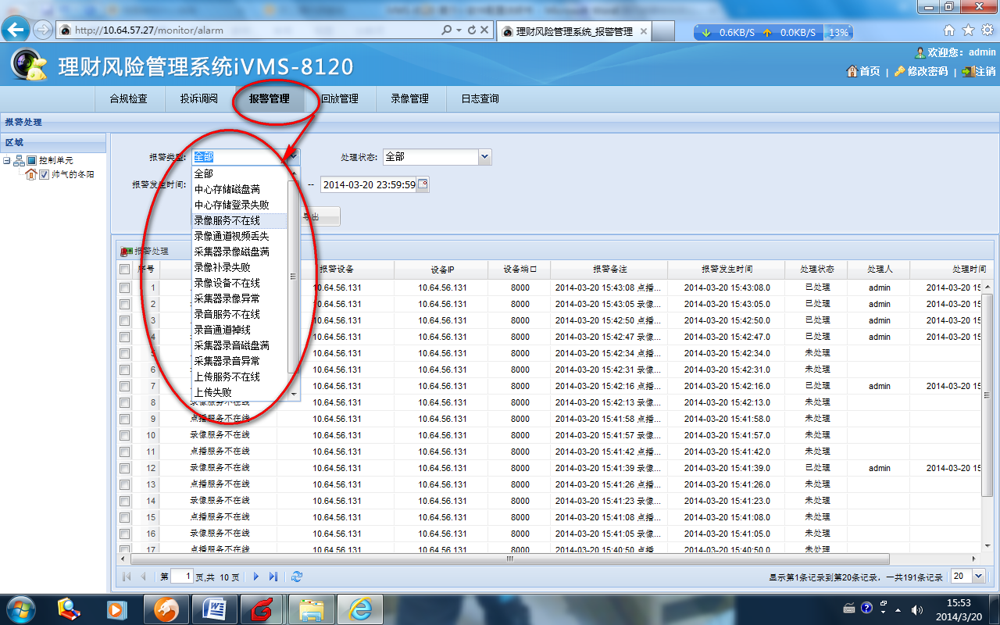 http://10.64.57.27/monitor/alarm
理财风险管理系统_报警管理
0.6KB/S 0.0KB/S 13%
理财风险管理系统iVMS-8120
欢迎您：admin
首页 | 修改密码 | 注销
合规检查 投诉调阅 报警管理 回放管理 录像管理 日志查询
报警处理
区域
控制单元
帅气的冬阳
报警类型: 全部 处理状态: 全部
报警发生时间: -- 2014-03-20 23:59:59
导出
全部
中心存储磁盘满
中心存储登录失败
录像服务不在线
录像通道视频丢失
采集器录像磁盘满
录像补录失败
录像设备不在线
采集器录像异常
录音服务不在线
录音通道掉线
采集器录音磁盘满
采集器录音异常
上传服务不在线
上传失败
报警处理
序号 报警设备 设备IP 设备端口 报警备注 报警发生时间 处理状态 处理人 处理时间
1 10.64.56.131 10.64.56.131 8000 2014-03-20 15:43:08 点播... 2014-03-20 15:43:08.0 已处理 admin 2014-03-20 15
2 10.64.56.131 10.64.56.131 8000 2014-03-20 15:43:05 录像... 2014-03-20 15:43:05.0 已处理 admin 2014-03-20 15
3 10.64.56.131 10.64.56.131 8000 2014-03-20 15:42:50 点播... 2014-03-20 15:42:50.0 已处理 admin 2014-03-20 15
4 10.64.56.131 10.64.56.131 8000 2014-03-20 15:42:47 录像... 2014-03-20 15:42:47.0 已处理 admin 2014-03-20 15
5 10.64.56.131 10.64.56.131 8000 2014-03-20 15:42:34 点播... 2014-03-20 15:42:34.0 未处理
6 10.64.56.131 10.64.56.131 8000 2014-03-20 15:42:31 录像... 2014-03-20 15:42:31.0 未处理
7 10.64.56.131 10.64.56.131 8000 2014-03-20 15:42:16 点播... 2014-03-20 15:42:16.0 已处理 admin 2014-03-20 15
8 录像服务不在线 10.64.56.131 10.64.56.131 8000 2014-03-20 15:42:13 录像... 2014-03-20 15:42:13.0 未处理
9 点播服务不在线 10.64.56.131 10.64.56.131 8000 2014-03-20 15:41:58 点播... 2014-03-20 15:41:58.0 未处理
10 录像服务不在线 10.64.56.131 10.64.56.131 8000 2014-03-20 15:41:57 录像... 2014-03-20 15:41:57.0 未处理
11 点播服务不在线 10.64.56.131 10.64.56.131 8000 2014-03-20 15:41:42 点播... 2014-03-20 15:41:42.0 未处理
12 录像服务不在线 10.64.56.131 10.64.56.131 8000 2014-03-20 15:41:39 录像... 2014-03-20 15:41:39.0 已处理 admin 2014-03-20 15
13 点播服务不在线 10.64.56.131 10.64.56.131 8000 2014-03-20 15:41:26 点播... 2014-03-20 15:41:26.0 未处理
14 录像服务不在线 10.64.56.131 10.64.56.131 8000 2014-03-20 15:41:23 录像... 2014-03-20 15:41:23.0 未处理
15 点播服务不在线 10.64.56.131 10.64.56.131 8000 2014-03-20 15:41:08 点播... 2014-03-20 15:41:08.0 未处理
16 录像服务不在线 10.64.56.131 10.64.56.131 8000 2014-03-20 15:41:05 录像... 2014-03-20 15:41:05.0 未处理
17 点播服务不在线 10.64.56.131 10.64.56.131 8000 2014-03-20 15:40:50 点播... 2014-03-20 15:40:50.0 未处理
第 1 页,共 10 页 显示第1条记录到第20条记录，一共191条记录 20
15:53
2014/3/20